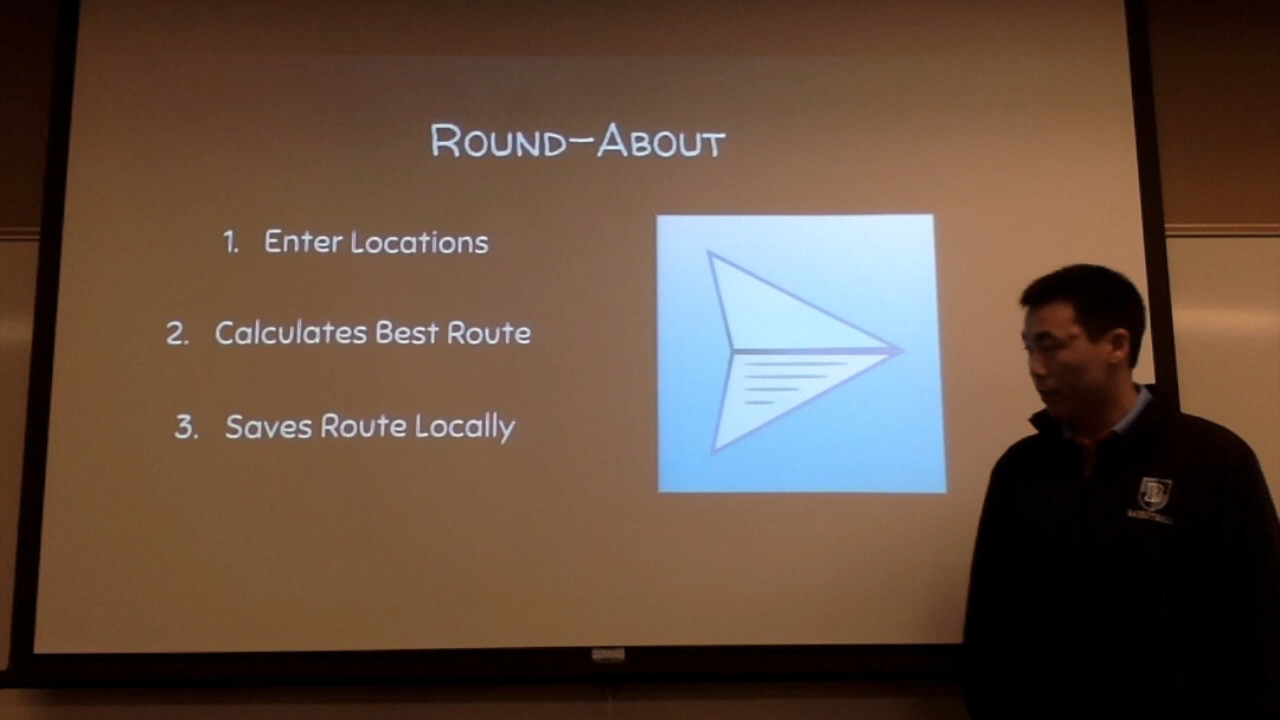 Round-About
1. Enter Locations
2. Calculates Best Route
3. Saves Route Locally
B